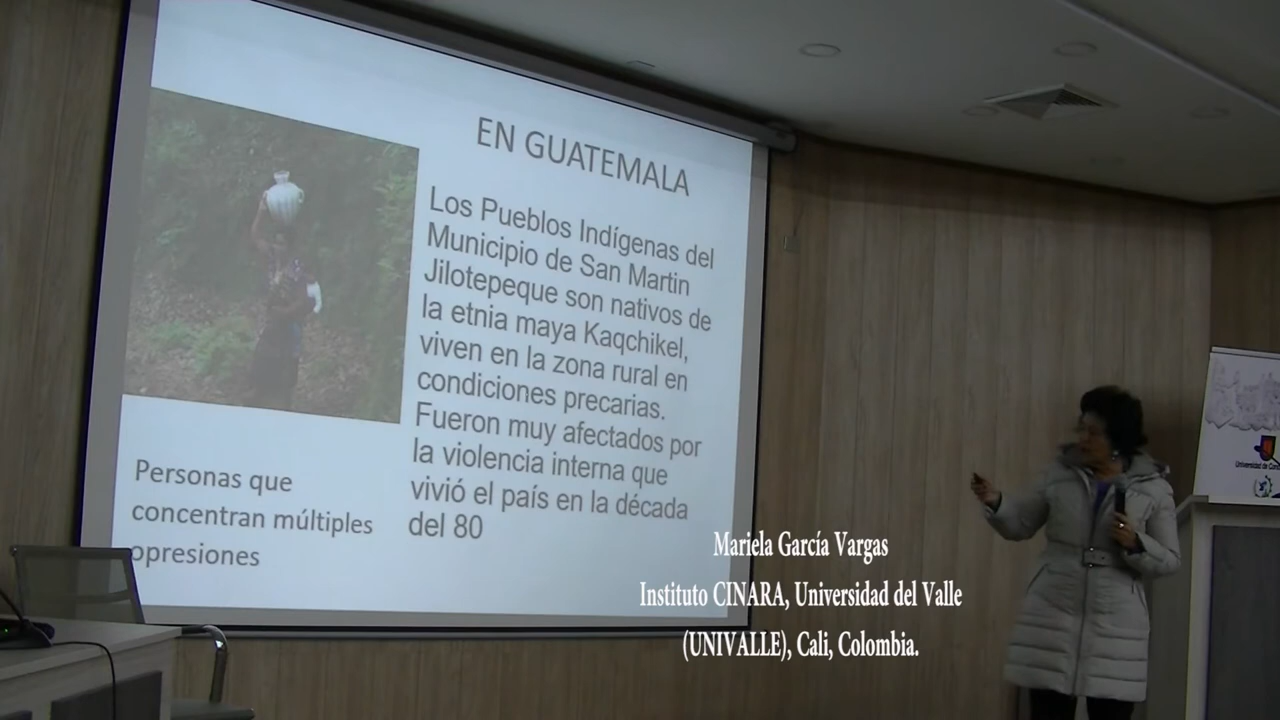 EN GUATEMALA
Los Pueblos Indígenas del
Municipio de San Martin
Jilotepeque son nativos de
la etnia maya Kaqchikel,
viven en la zona rural en
condiciones precarias.
Fueron muy afectados por
la violencia interna que
vivió el país en la década
del 80
Personas que
concentran múltiples
opresiones
Mariela García Vargas
Instituto CINARA, Universidad del Valle
(UNIVALLE), Cali, Colombia.
Universidad de